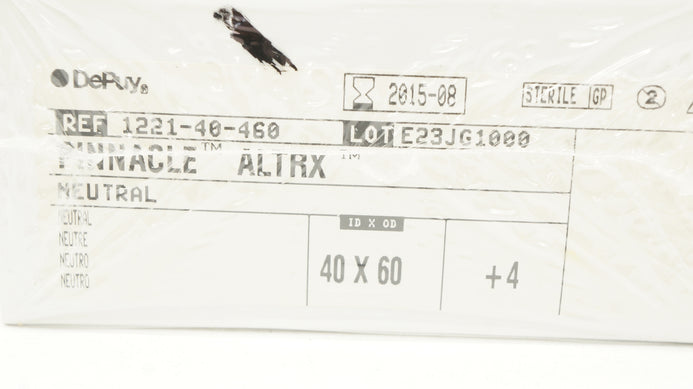 DePuy®
2015-08
STERILE GP
2
REF 1221-40-460
LOT E23JG1000
PINNACLE™ ALTRX™
NEUTRAL
NEUTRAL
NEUTRE
NEUTRO
NEUTRO
ID X OD
40 X 60
+4